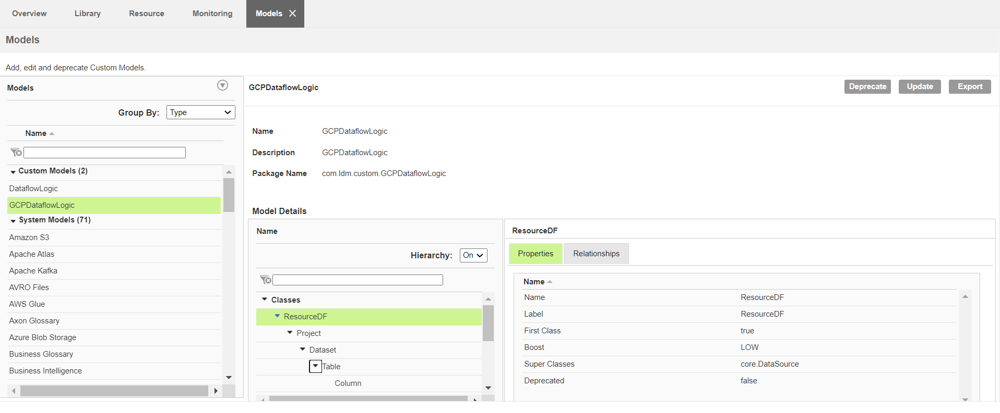 Overview Library Resource Monitoring Models
Models
Add, edit and deprecate Custom Models.
Models
Group By: Type
Name
Custom Models (2)
DataflowLogic
GCPDataflowLogic
System Models (71)
Amazon S3
Apache Atlas
Apache Kafka
AVRO Files
AWS Glue
Axon Glossary
Azure Blob Storage
Business Glossary
Business Intelligence
GCPDataflowLogic
Deprecate Update Export
Name GCPDataflowLogic
Description GCPDataflowLogic
Package Name com.ldm.custom.GCPDataflowLogic
Model Details
Name
Hierarchy: On
Classes
ResourceDF
Project
Dataset
Table
Column
ResourceDF
Properties Relationships
Name
Name ResourceDF
Label ResourceDF
First Class true
Boost LOW
Super Classes core.DataSource
Deprecated false